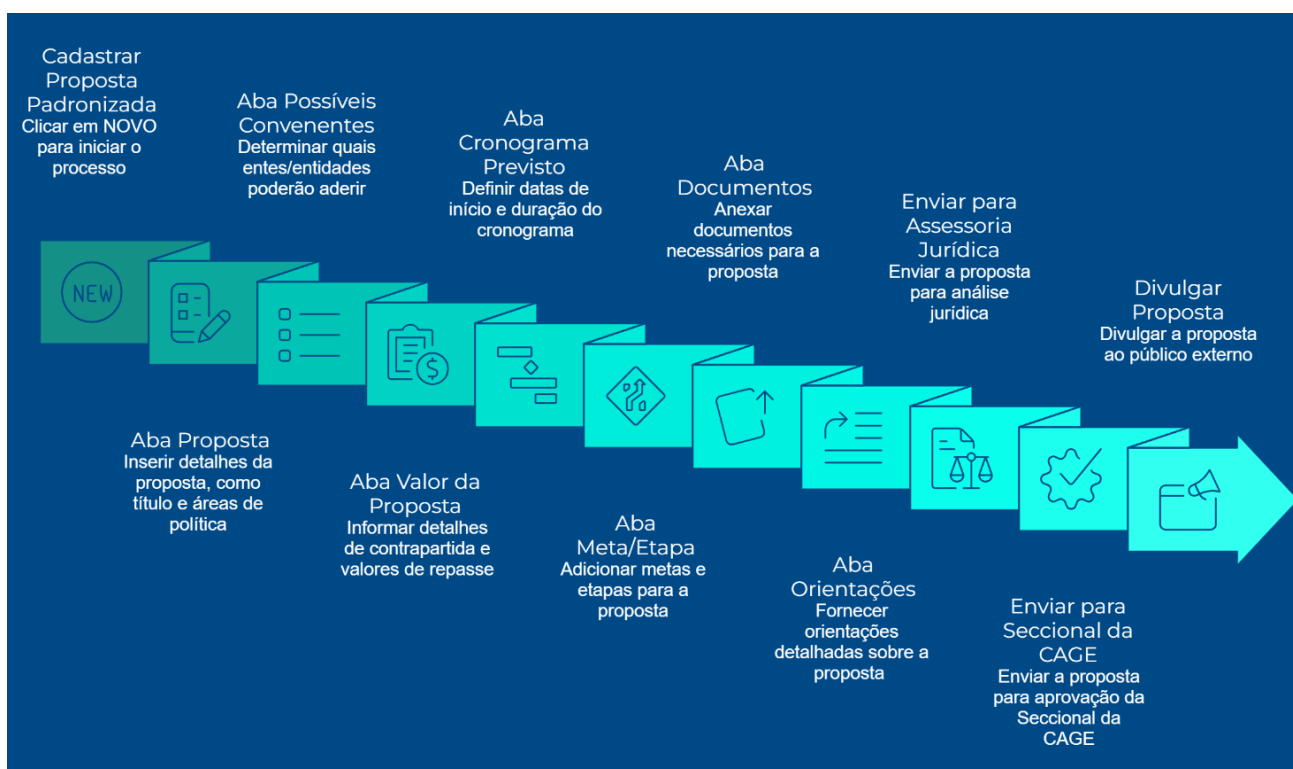 Cadastrar
Proposta
Padronizada
Clicar em NOVO
para iniciar o
processo
NEW
Aba Proposta
Inserir detalhes da
proposta, como
título e áreas de
política
Aba Possíveis
Convenentes
Determinar quais
entes/entidades
poderão aderir
Aba Valor da
Proposta
Informar detalhes
de contrapartida e
valores de repasse
Aba
Cronograma
Previsto
Definir datas de
início e duração do
cronograma
Aba
Meta/Etapa
Adicionar metas e
etapas para a
proposta
Aba
Documentos
Anexar
documentos
necessários para a
proposta
Aba
Orientações
Fornecer
orientações
detalhadas sobre a
proposta
Enviar para
Assessoria
Jurídica
Enviar a proposta
para análise
jurídica
Enviar para
Seccional da
CAGE
Enviar a proposta
para aprovação da
Seccional da
CAGE
Divulgar
Proposta
Divulgar a proposta
ao público externo